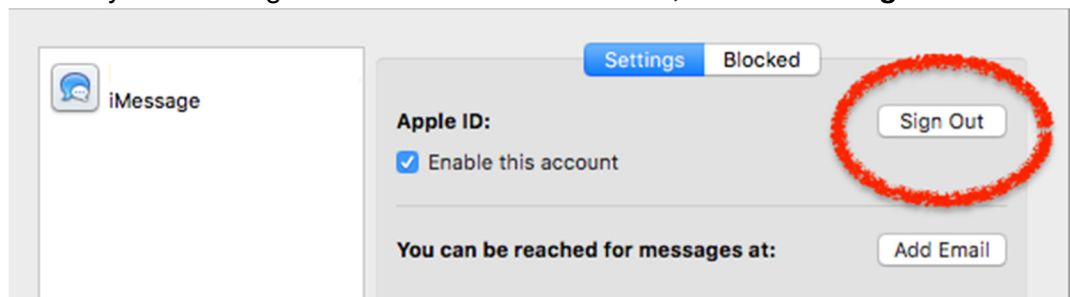 Settings Blocked
iMessage
Apple ID: Sign Out
Enable this account
You can be reached for messages at: Add Email